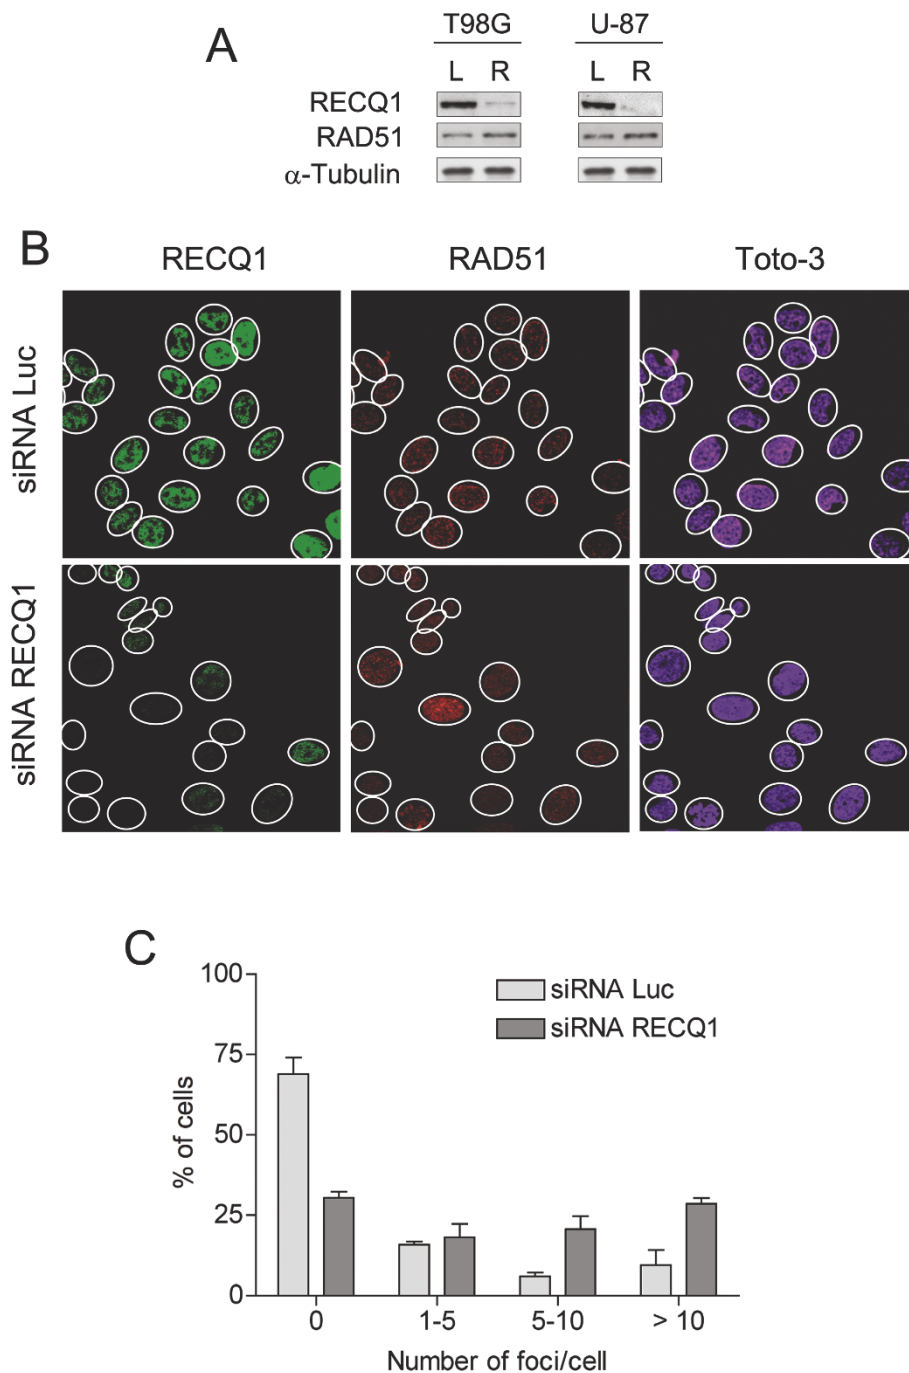 A
T98G U-87
L R L R
RECQ1
RAD51
α-Tubulin
B
RECQ1 RAD51 Toto-3
siRNA Luc
siRNA RECQ1
C
100
75
50
25
0
% of cells
siRNA Luc
siRNA RECQ1
0 1-5 5-10 > 10
Number of foci/cell